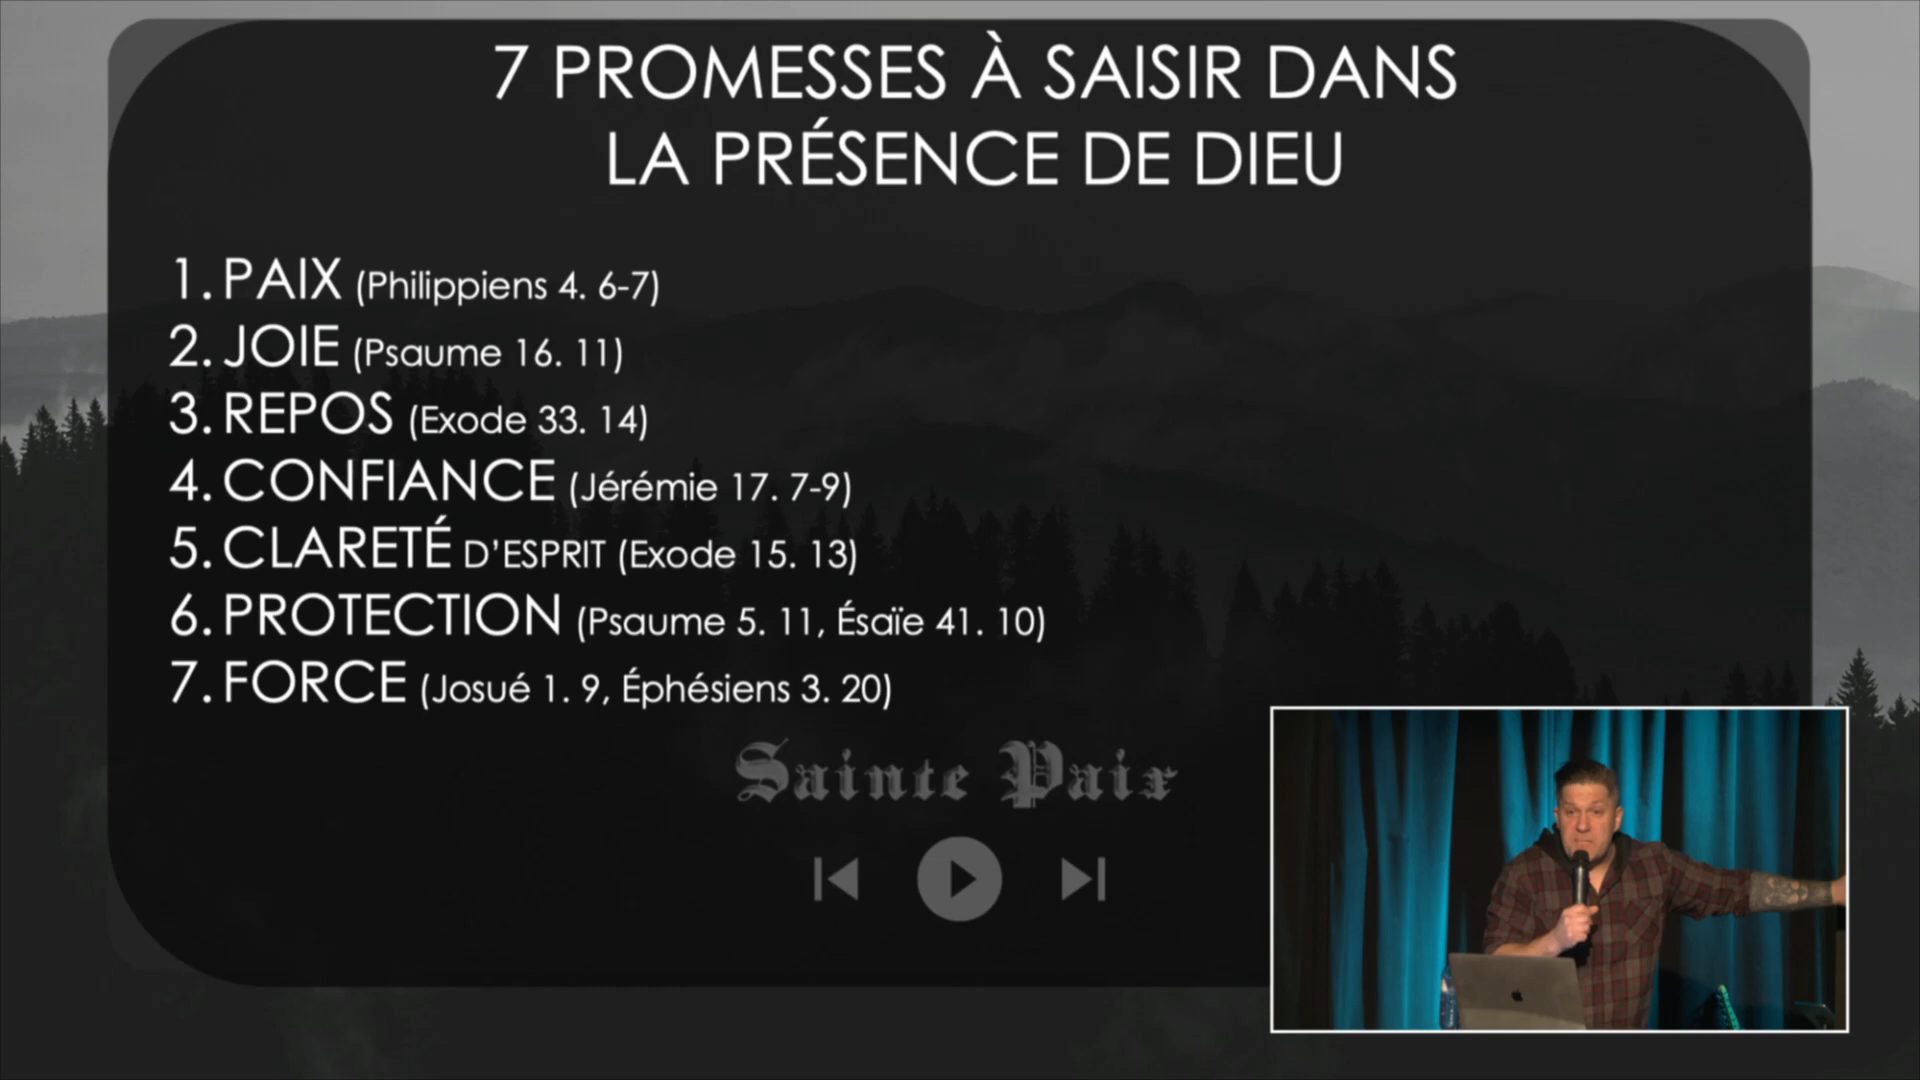 7 PROMESSES À SAISIR DANS
LA PRÉSENCE DE DIEU
1. PAIX (Philippiens 4. 6-7)
2. JOIE (Psaume 16. 11)
3. REPOS (Exode 33. 14)
4. CONFIANCE (Jérémie 17. 7-9)
5. CLARETÉ D'ESPRIT (Exode 15. 13)
6. PROTECTION (Psaume 5. 11, Ésaïe 41. 10)
7. FORCE (Josué 1. 9, Éphésiens 3. 20)
Sainte Paix